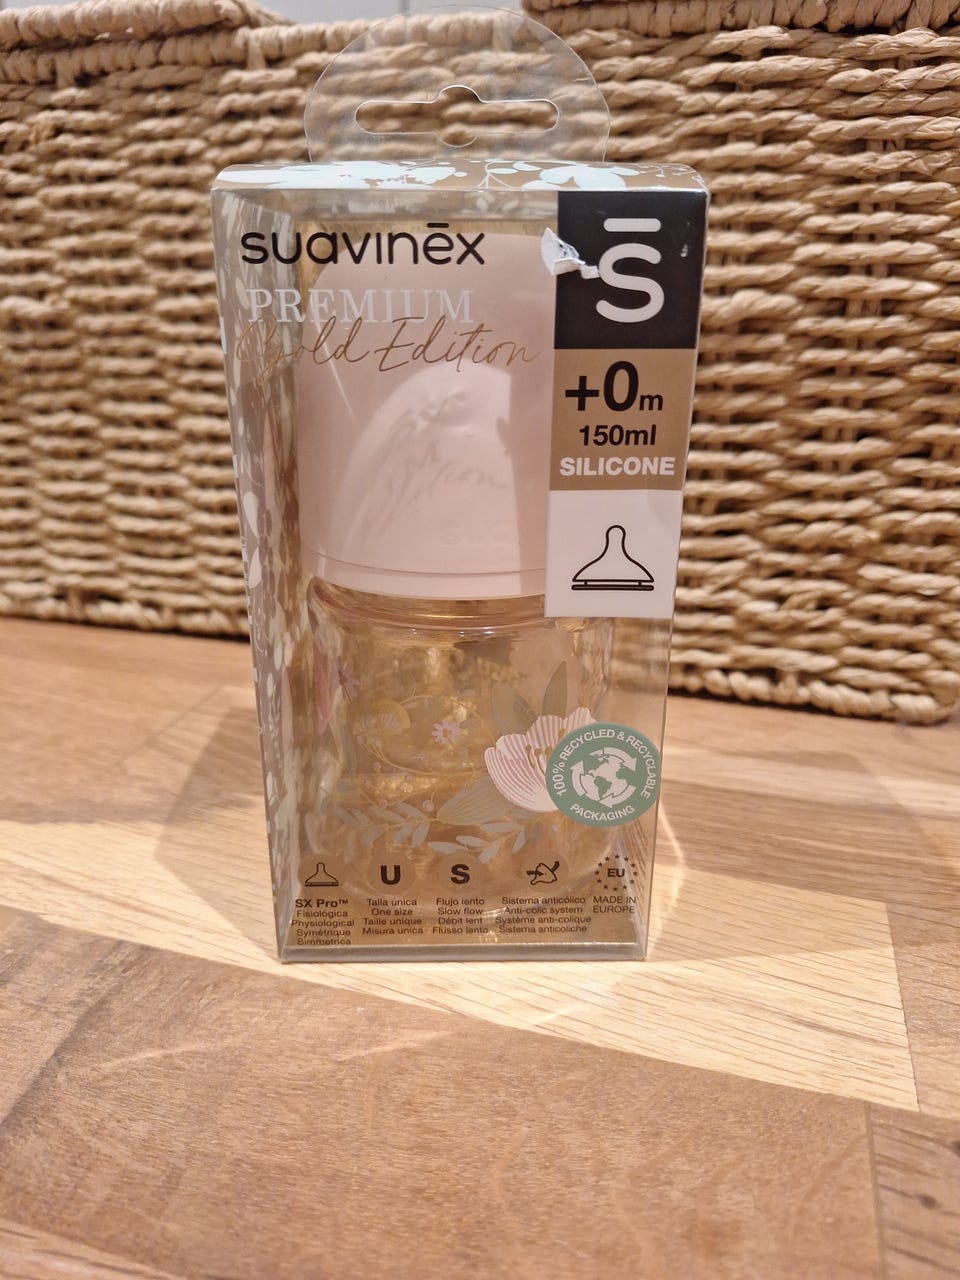 suavinēx
PREMIUM
Gold Edition
S̄
+0m
150ml
SILICONE
100% RECYCLED & RECYCLABLE
PACKAGING
SX Pro™
Fisiológica
Physiological
Symétrique
Simmetrica
U
Talla única
One size
Taille unique
Misura unica
S
Flujo lento
Slow flow
Débit lent
Flusso lento
Sistema anticólico
Anti-colic system
Système anti-colique
Sistema anticoliche
EU
MADE IN
EUROPE